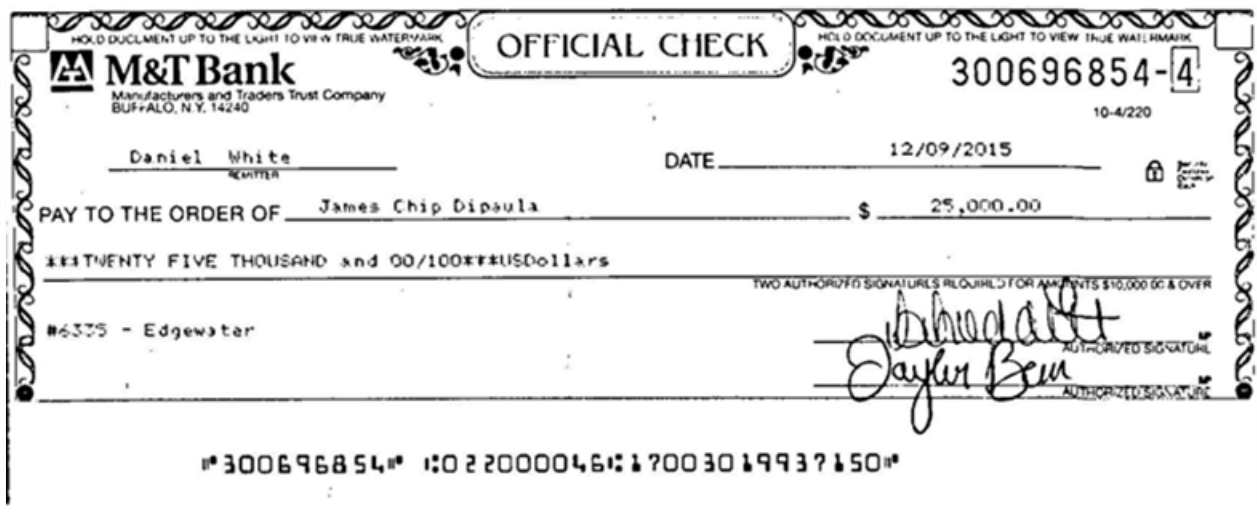 HOLD DOCUMENT UP TO THE LIGHT TO VIEW TRUE WATERMARK
OFFICIAL CHECK
HOLD DOCUMENT UP TO THE LIGHT TO VIEW TRUE WATERMARK
M&T Bank
Manufacturers and Traders Trust Company
BUFFALO, N.Y. 14240
300696854-4
10-4/220
Daniel White
REMITTER
DATE 12/09/2015
PAY TO THE ORDER OF James Chip Dipaula $ 25,000.00
***TWENTY FIVE THOUSAND and 00/100***USDollars
TWO AUTHORIZED SIGNATURES REQUIRED FOR AMOUNTS $10,000.00 & OVER
#6335 - Edgewater
AUTHORIZED SIGNATURE
Taylor
AUTHORIZED SIGNATURE
⑈300696854⑈ ⑆022000046⑆17003019937150⑈